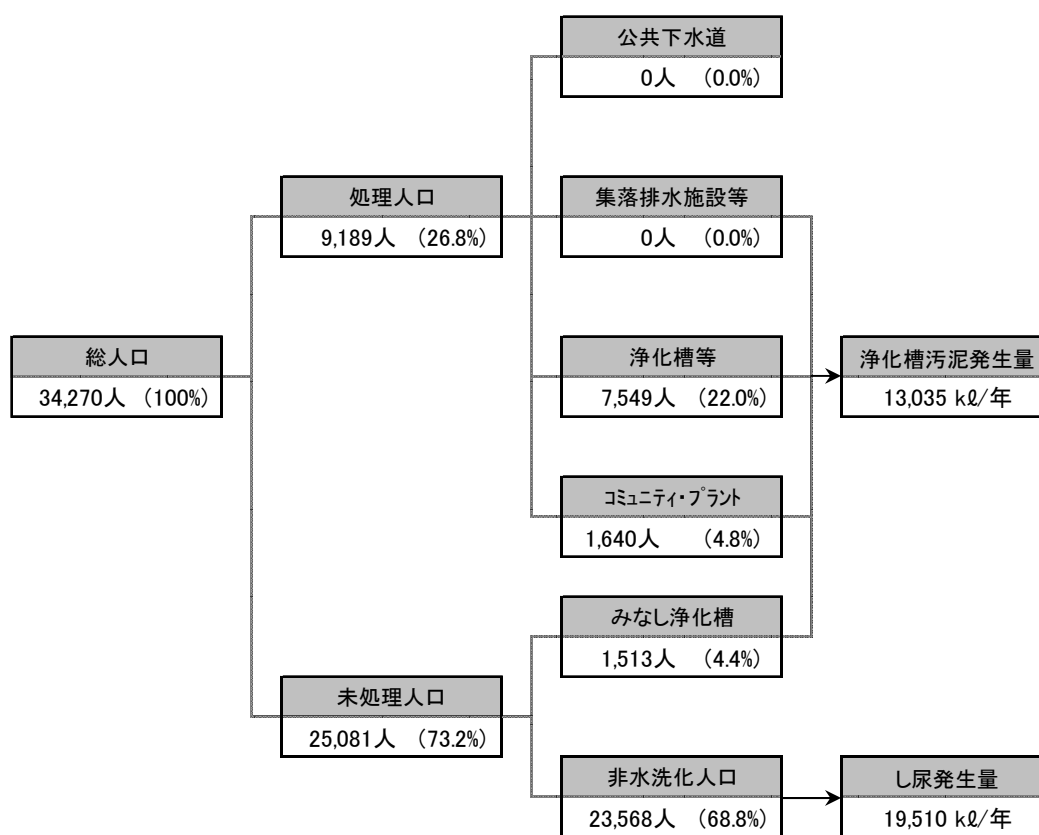 公共下水道
0人 (0.0%)
処理人口
9,189人 (26.8%)
集落排水施設等
0人 (0.0%)
総人口
34,270人 (100%)
浄化槽等
7,549人 (22.0%)
浄化槽汚泥発生量
13,035 kℓ/年
コミュニティ・プラント
1,640人 (4.8%)
みなし浄化槽
1,513人 (4.4%)
未処理人口
25,081人 (73.2%)
非水洗化人口
23,568人 (68.8%)
し尿発生量
19,510 kℓ/年